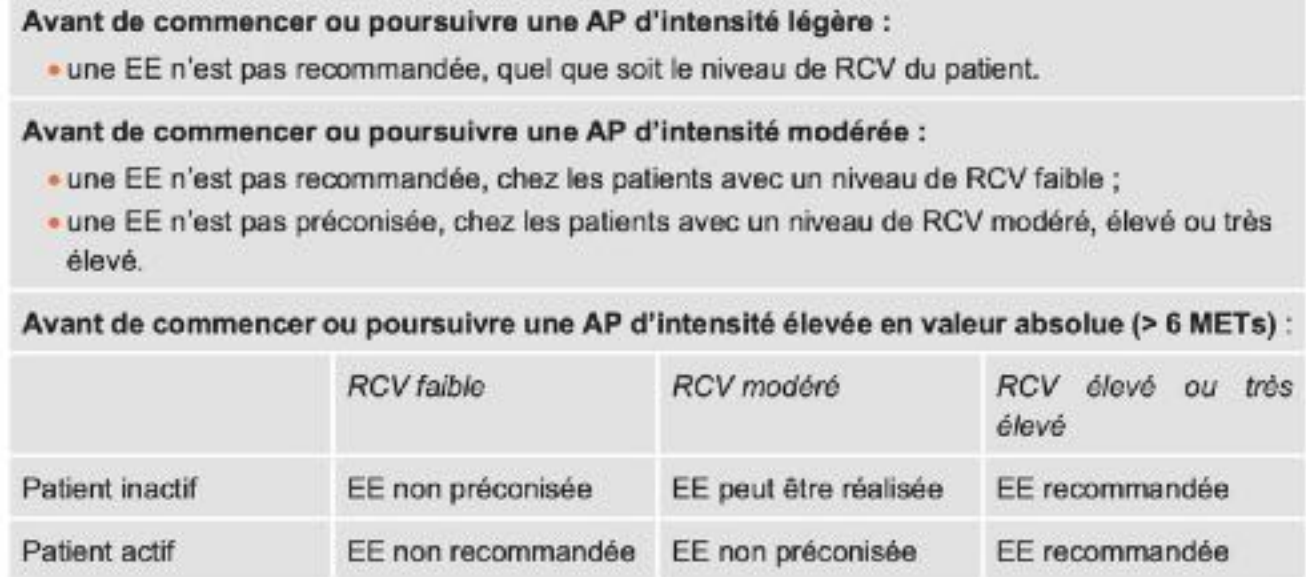 Avant de commencer ou poursuivre une AP d'intensité légère :
• une EE n'est pas recommandée, quel que soit le niveau de RCV du patient.
Avant de commencer ou poursuivre une AP d'intensité modérée :
• une EE n'est pas recommandée, chez les patients avec un niveau de RCV faible ;
• une EE n'est pas préconisée, chez les patients avec un niveau de RCV modéré, élevé ou très
élevé.
Avant de commencer ou poursuivre une AP d'intensité élevée en valeur absolue (> 6 METs) :
RCV faible RCV modéré RCV élevé ou très
élevé
Patient inactif EE non préconisée EE peut être réalisée EE recommandée
Patient actif EE non recommandée EE non préconisée EE recommandée